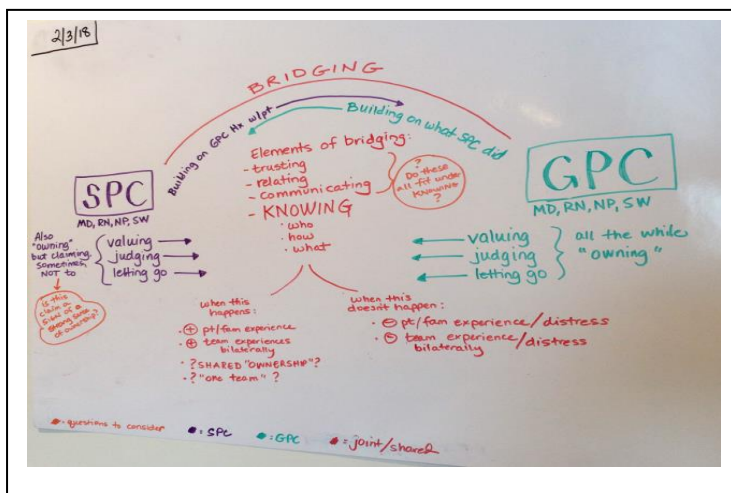 2/3/18
BRIDGING
Building on GPC Hx w/pt
Building on what SPC did
Elements of bridging:
- trusting
- relating
- communicating
- KNOWING
• who
• how
• what
?
Do these
all fit under
KNOWING
?
SPC
MD, RN, NP, SW
Also
"owning"
but claiming
sometimes
NOT to
valuing
judging
letting go
Is this
claim a
sign of a
strong sense
of ownership?
GPC
MD, RN, NP, SW
valuing
judging
letting go
all the while
"owning"
when this
happens:
• ⊕ pt/fam experience
• ⊕ team experiences
bilaterally
• ?SHARED "OWNERSHIP"?
• ?"one team" ?
when this
doesn't happen:
• ⊖ pt/fam experience/distress
• ⊖ team experience/distress
bilaterally
= questions to consider
= SPC
= GPC
= joint/shared